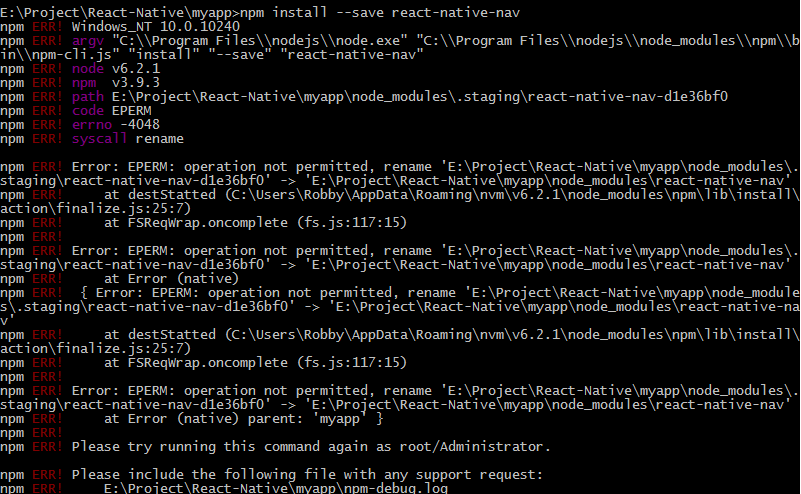 E:\Project\React-Native\myapp>npm install --save react-native-nav
npm ERR! Windows_NT 10.0.10240
npm ERR! argv "C:\\Program Files\\nodejs\\node.exe" "C:\\Program Files\\nodejs\\node_modules\\npm\\b
in\\npm-cli.js" "install" "--save" "react-native-nav"
npm ERR! node v6.2.1
npm ERR! npm  v3.9.3
npm ERR! path E:\Project\React-Native\myapp\node_modules\.staging\react-native-nav-d1e36bf0
npm ERR! code EPERM
npm ERR! errno -4048
npm ERR! syscall rename
npm ERR! Error: EPERM: operation not permitted, rename 'E:\Project\React-Native\myapp\node_modules\.
staging\react-native-nav-d1e36bf0' -> 'E:\Project\React-Native\myapp\node_modules\react-native-nav'
npm ERR!     at destStatted (C:\Users\Robby\AppData\Roaming\nvm\v6.2.1\node_modules\npm\lib\install\
action\finalize.js:25:7)
npm ERR!     at FSReqWrap.oncomplete (fs.js:117:15)
npm ERR!
npm ERR! Error: EPERM: operation not permitted, rename 'E:\Project\React-Native\myapp\node_modules\.
staging\react-native-nav-d1e36bf0' -> 'E:\Project\React-Native\myapp\node_modules\react-native-nav'
npm ERR!     at Error (native)
npm ERR!  { Error: EPERM: operation not permitted, rename 'E:\Project\React-Native\myapp\node_module
s\.staging\react-native-nav-d1e36bf0' -> 'E:\Project\React-Native\myapp\node_modules\react-native-na
v'
npm ERR!     at destStatted (C:\Users\Robby\AppData\Roaming\nvm\v6.2.1\node_modules\npm\lib\install\
action\finalize.js:25:7)
npm ERR!     at FSReqWrap.oncomplete (fs.js:117:15)
npm ERR!
npm ERR! Error: EPERM: operation not permitted, rename 'E:\Project\React-Native\myapp\node_modules\.
staging\react-native-nav-d1e36bf0' -> 'E:\Project\React-Native\myapp\node_modules\react-native-nav'
npm ERR!     at Error (native) parent: 'myapp' }
npm ERR!
npm ERR! Please try running this command again as root/Administrator.
npm ERR! Please include the following file with any support request:
npm ERR!     E:\Project\React-Native\myapp\npm-debug.log